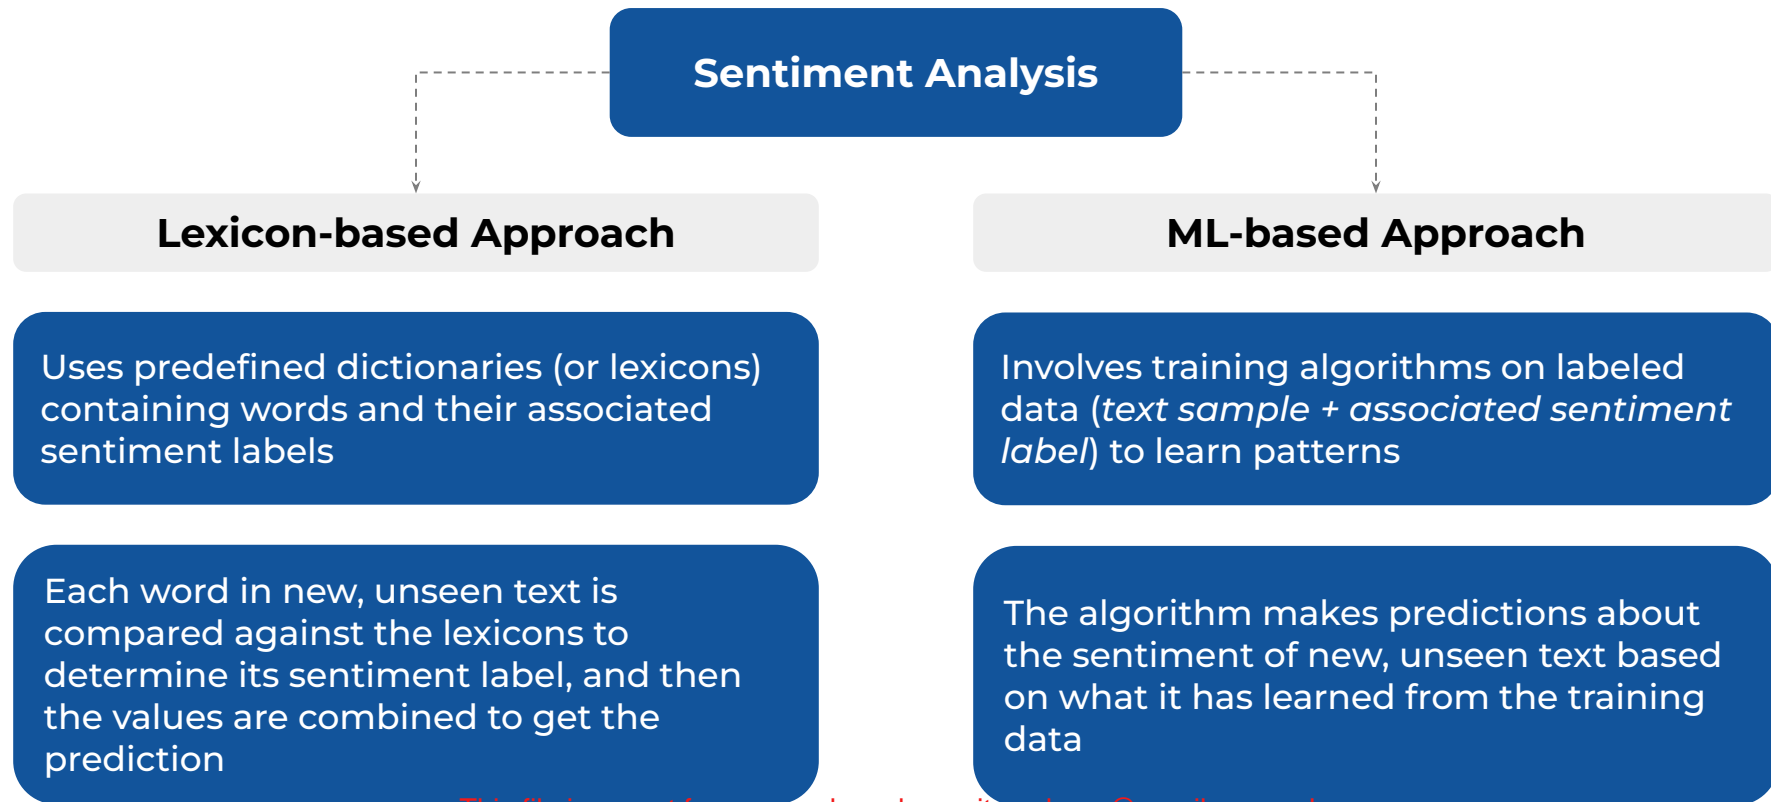 Sentiment Analysis
Lexicon-based Approach
Uses predefined dictionaries (or lexicons)
containing words and their associated
sentiment labels
Each word in new, unseen text is
compared against the lexicons to
determine its sentiment label, and then
the values are combined to get the
prediction
ML-based Approach
Involves training algorithms on labeled
data (text sample + associated sentiment
label) to learn patterns
The algorithm makes predictions about
the sentiment of new, unseen text based
on what it has learned from the training
data